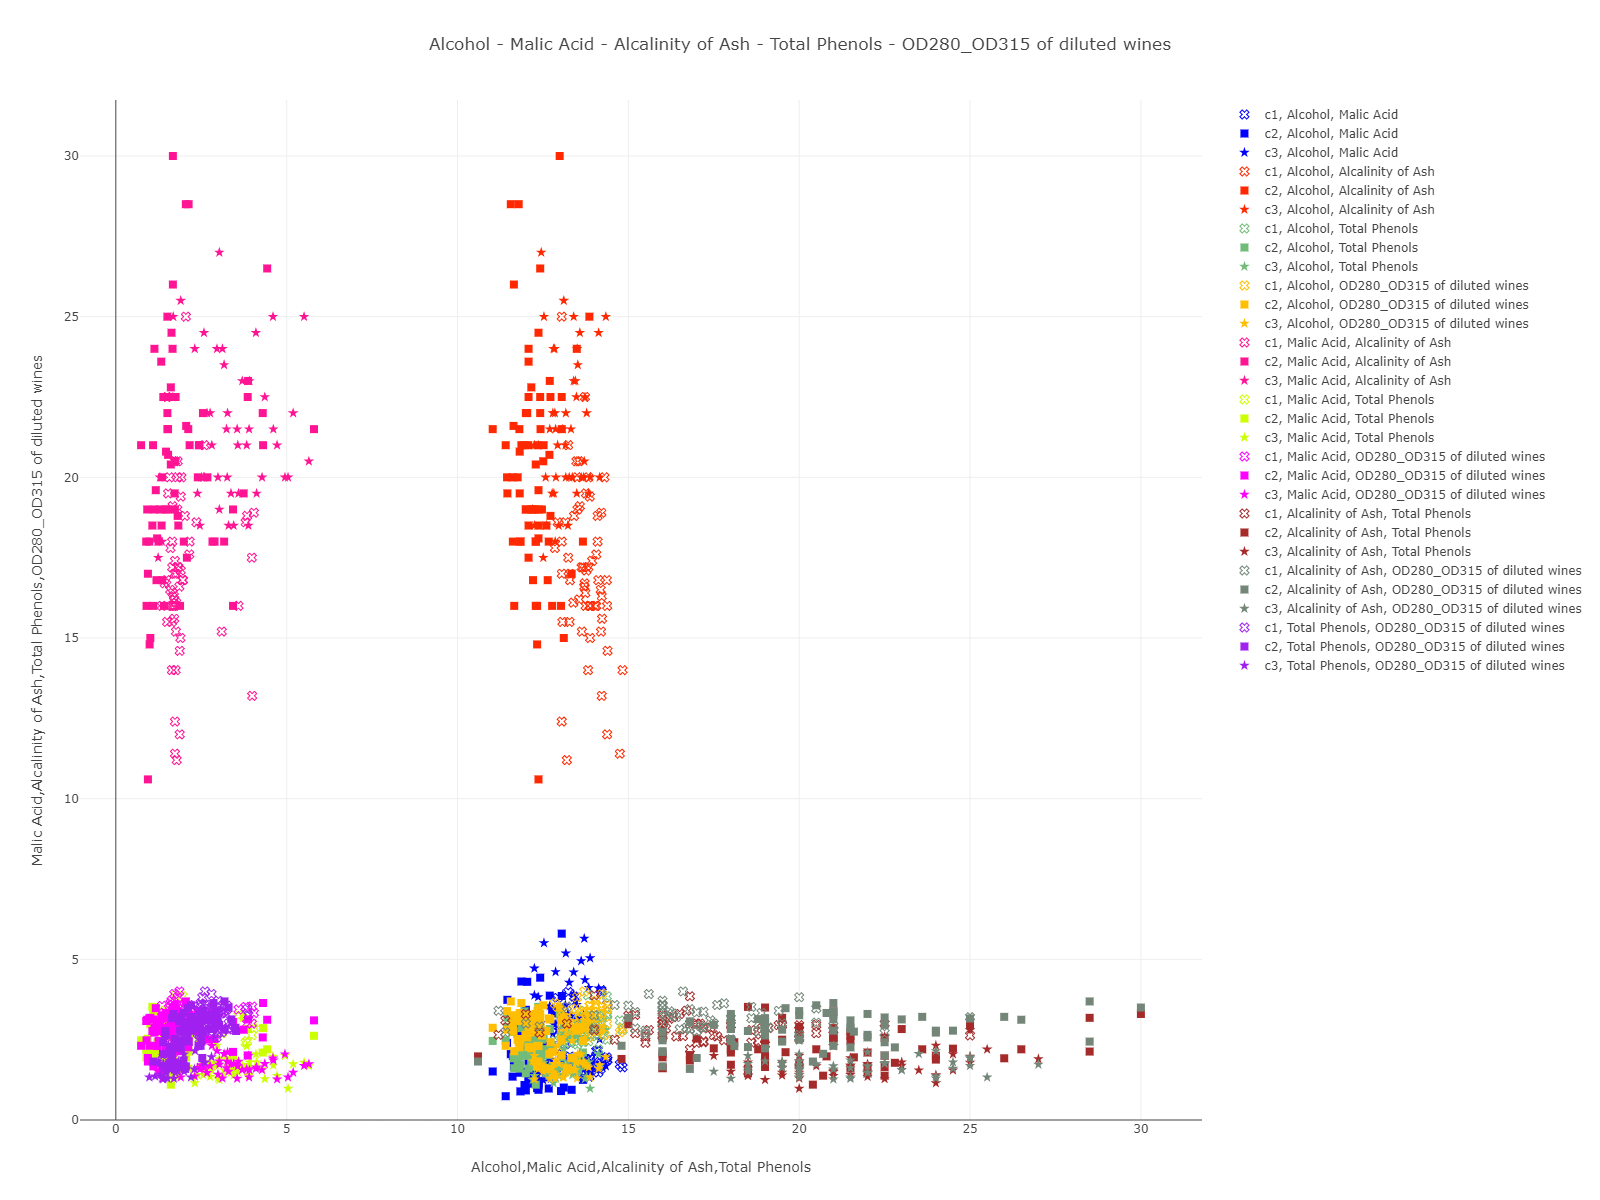 Alcohol - Malic Acid - Alcalinity of Ash - Total Phenols - OD280_OD315 of diluted wines
Malic Acid,Alcalinity of Ash,Total Phenols,OD280_OD315 of diluted wines
30
25
20
15
10
5
0
0 5 10 15 20 25 30
Alcohol,Malic Acid,Alcalinity of Ash,Total Phenols
c1, Alcohol, Malic Acid
c2, Alcohol, Malic Acid
c3, Alcohol, Malic Acid
c1, Alcohol, Alcalinity of Ash
c2, Alcohol, Alcalinity of Ash
c3, Alcohol, Alcalinity of Ash
c1, Alcohol, Total Phenols
c2, Alcohol, Total Phenols
c3, Alcohol, Total Phenols
c1, Alcohol, OD280_OD315 of diluted wines
c2, Alcohol, OD280_OD315 of diluted wines
c3, Alcohol, OD280_OD315 of diluted wines
c1, Malic Acid, Alcalinity of Ash
c2, Malic Acid, Alcalinity of Ash
c3, Malic Acid, Alcalinity of Ash
c1, Malic Acid, Total Phenols
c2, Malic Acid, Total Phenols
c3, Malic Acid, Total Phenols
c1, Malic Acid, OD280_OD315 of diluted wines
c2, Malic Acid, OD280_OD315 of diluted wines
c3, Malic Acid, OD280_OD315 of diluted wines
c1, Alcalinity of Ash, Total Phenols
c2, Alcalinity of Ash, Total Phenols
c3, Alcalinity of Ash, Total Phenols
c1, Alcalinity of Ash, OD280_OD315 of diluted wines
c2, Alcalinity of Ash, OD280_OD315 of diluted wines
c3, Alcalinity of Ash, OD280_OD315 of diluted wines
c1, Total Phenols, OD280_OD315 of diluted wines
c2, Total Phenols, OD280_OD315 of diluted wines
c3, Total Phenols, OD280_OD315 of diluted wines